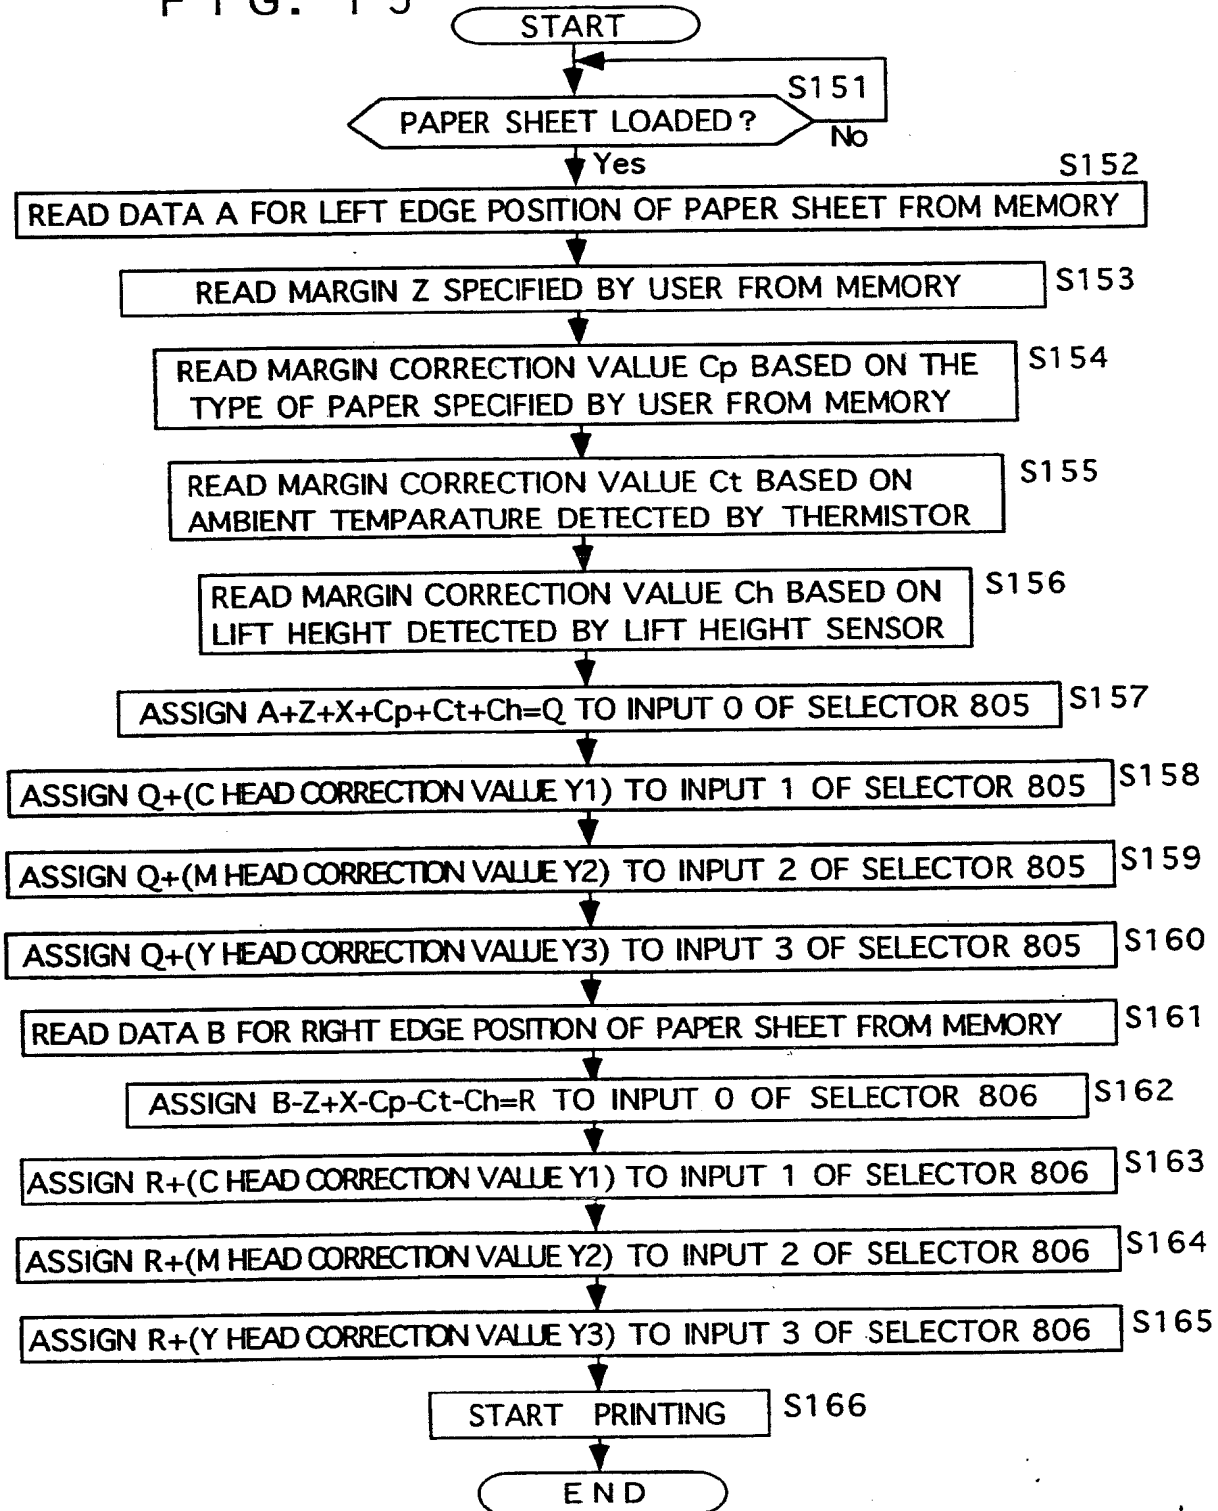 FIG. 15
START
S151
PAPER SHEET LOADED?
No
Yes
S152
READ DATA A FOR LEFT EDGE POSITION OF PAPER SHEET FROM MEMORY
READ MARGIN Z SPECIFIED BY USER FROM MEMORY
S153
READ MARGIN CORRECTION VALUE Cp BASED ON THE
TYPE OF PAPER SPECIFIED BY USER FROM MEMORY
S154
READ MARGIN CORRECTION VALUE Ct BASED ON
AMBIENT TEMPARATURE DETECTED BY THERMISTOR
S155
READ MARGIN CORRECTION VALUE Ch BASED ON
LIFT HEIGHT DETECTED BY LIFT HEIGHT SENSOR
S156
ASSIGN A+Z+X+Cp+Ct+Ch=Q TO INPUT 0 OF SELECTOR 805
S157
ASSIGN Q+(C HEAD CORRECTION VALUE Y1) TO INPUT 1 OF SELECTOR 805
S158
ASSIGN Q+(M HEAD CORRECTION VALUE Y2) TO INPUT 2 OF SELECTOR 805
S159
ASSIGN Q+(Y HEAD CORRECTION VALUE Y3) TO INPUT 3 OF SELECTOR 805
S160
READ DATA B FOR RIGHT EDGE POSITION OF PAPER SHEET FROM MEMORY
S161
ASSIGN B-Z+X-Cp-Ct-Ch=R TO INPUT 0 OF SELECTOR 806
S162
ASSIGN R+(C HEAD CORRECTION VALUE Y1) TO INPUT 1 OF SELECTOR 806
S163
ASSIGN R+(M HEAD CORRECTION VALUE Y2) TO INPUT 2 OF SELECTOR 806
S164
ASSIGN R+(Y HEAD CORRECTION VALUE Y3) TO INPUT 3 OF SELECTOR 806
S165
START PRINTING
S166
END